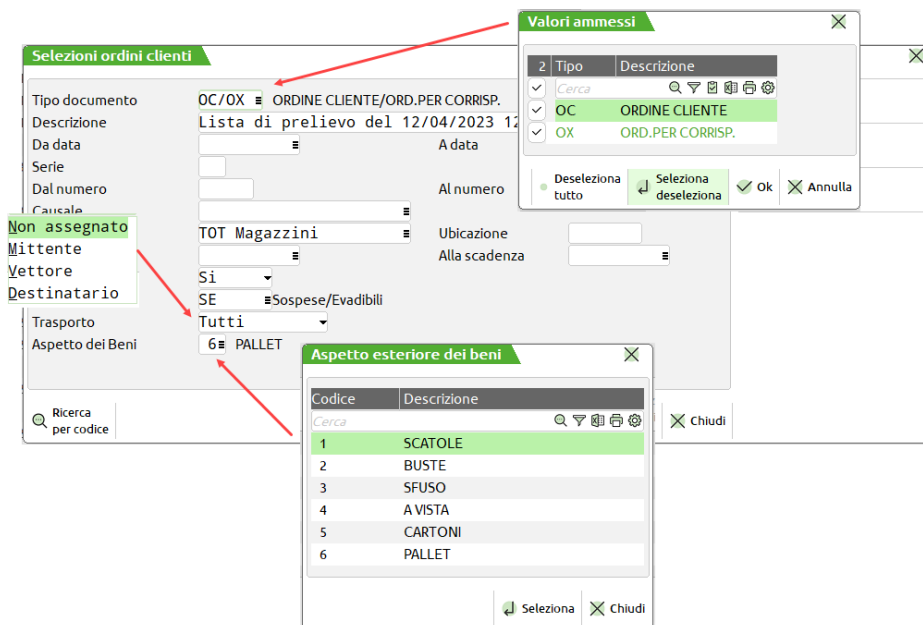 Valori ammessi
2 Tipo Descrizione
Cerca
OC ORDINE CLIENTE
OX ORD.PER CORRISP.
Deseleziona tutto
Seleziona deseleziona
Ok
Annulla
Selezioni ordini clienti
Tipo documento OC/OX ORDINE CLIENTE/ORD.PER CORRISP.
Descrizione Lista di prelievo del 12/04/2023 12
Da data A data
Serie
Dal numero Al numero
Causale
TOT Magazzini Ubicazione
Alla scadenza
Si
SE Sospese/Evadibili
Trasporto Tutti
Aspetto dei Beni 6 PALLET
Ricerca per codice
Chiudi
Non assegnato
Mittente
Vettore
Destinatario
Aspetto esteriore dei beni
Codice Descrizione
Cerca
1 SCATOLE
2 BUSTE
3 SFUSO
4 A VISTA
5 CARTONI
6 PALLET
Seleziona
Chiudi